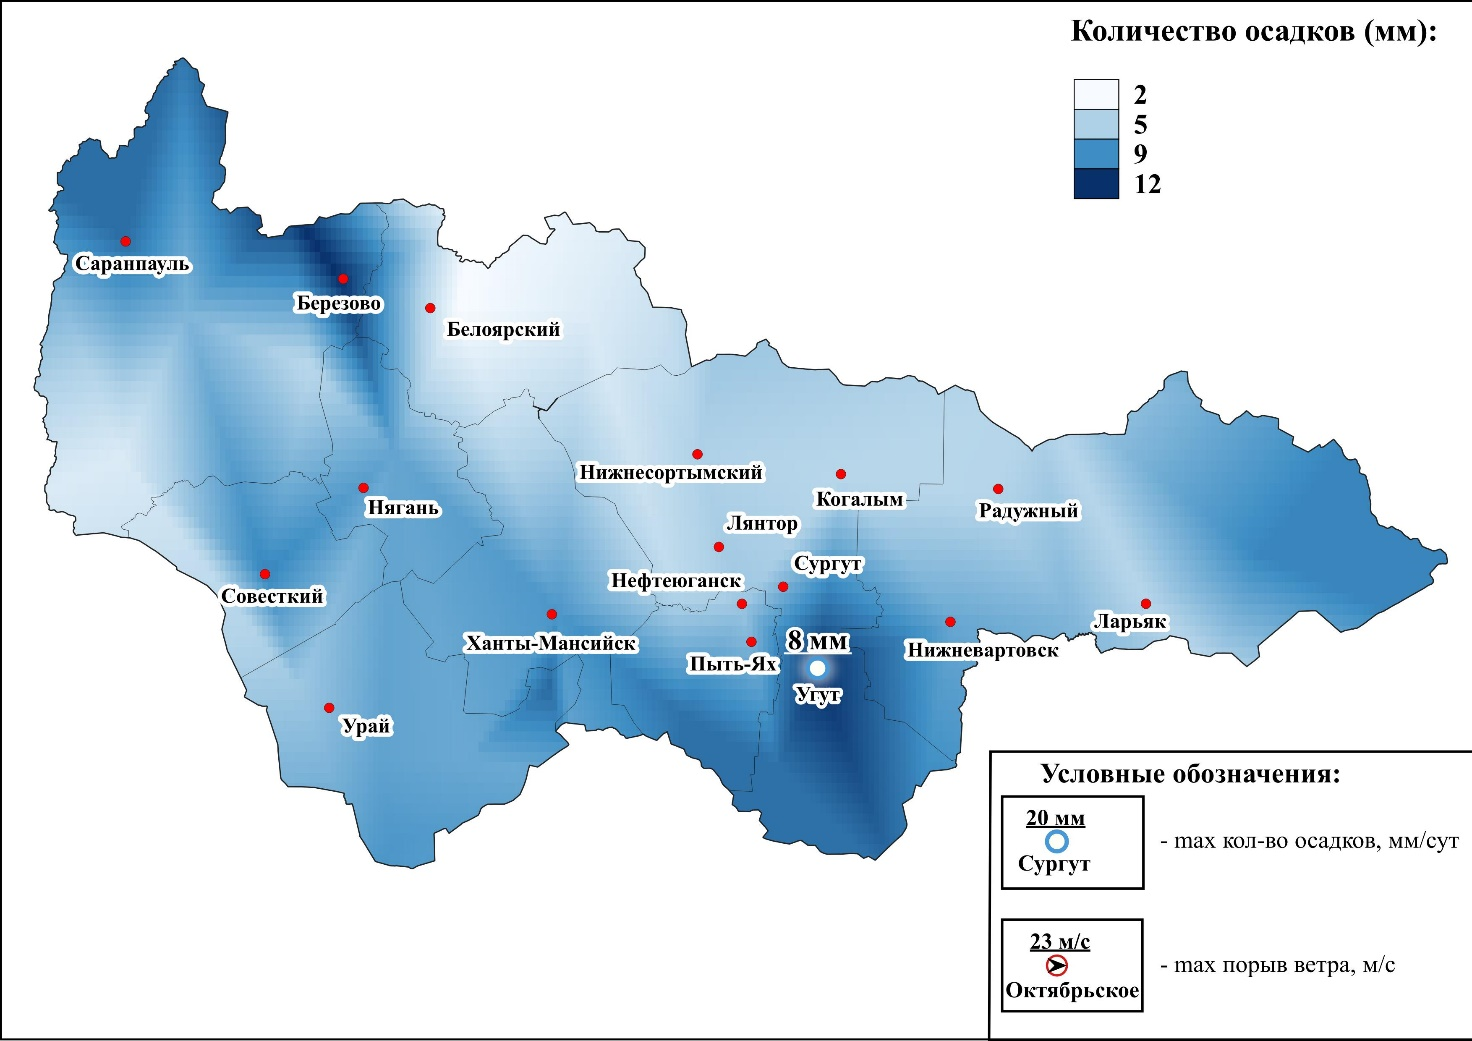 Количество осадков (мм):
2
5
9
12
Саранпауль
Березово
Белоярский
Нижнесортымский
Когалым
Радужный
Нягань
Лянтор
Сургут
Нефтеюганск
Совесткий
Ларьяк
Ханты-Мансийск
8 мм
Нижневартовск
Пыть-Ях
Угут
Урай
Условные обозначения:
20 мм
Сургут
- max кол-во осадков, мм/сут
23 м/с
Октябрьское
- max порыв ветра, м/с